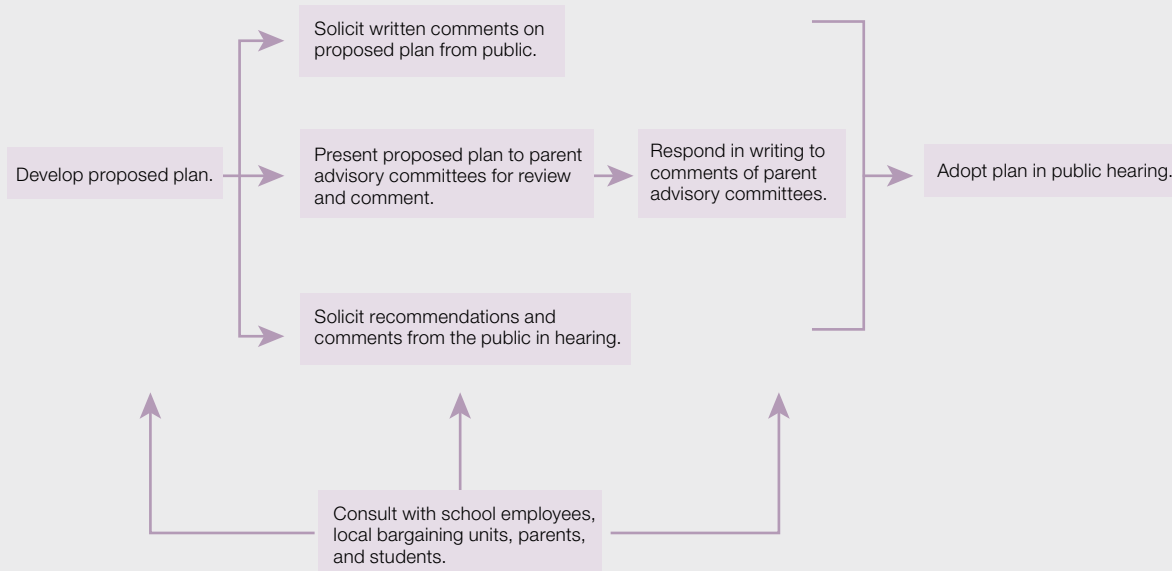 Develop proposed plan.
Solicit written comments on
proposed plan from public.
Present proposed plan to parent
advisory committees for review
and comment.
Respond in writing to
comments of parent
advisory committees.
Solicit recommendations and
comments from the public in hearing.
Adopt plan in public hearing.
Consult with school employees,
local bargaining units, parents,
and students.